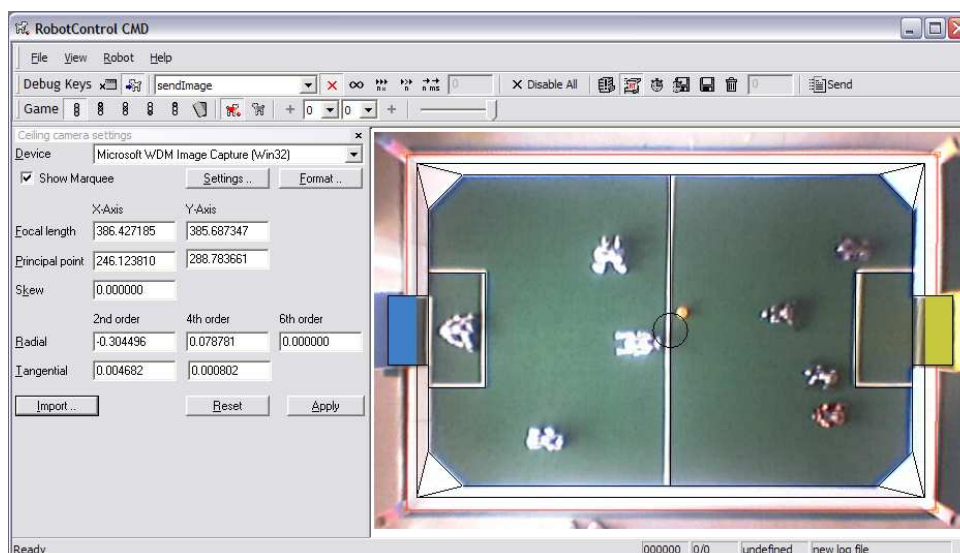 RobotControl CMD
File View Robot Help
Debug Keys sendImage 0 Disable All 0 Send
Game 0 0
Ceiling camera settings
Device Microsoft WDM Image Capture (Win32)
Show Marquee Settings .. Format ..
X-Axis Y-Axis
Focal length 386.427185 385.687347
Principal point 246.123810 288.783661
Skew 0.000000
2nd order 4th order 6th order
Radial -0.304496 0.078781 0.000000
Tangential 0.004682 0.000802
Import .. Reset Apply
Ready 000000 0/0 undefined new log file